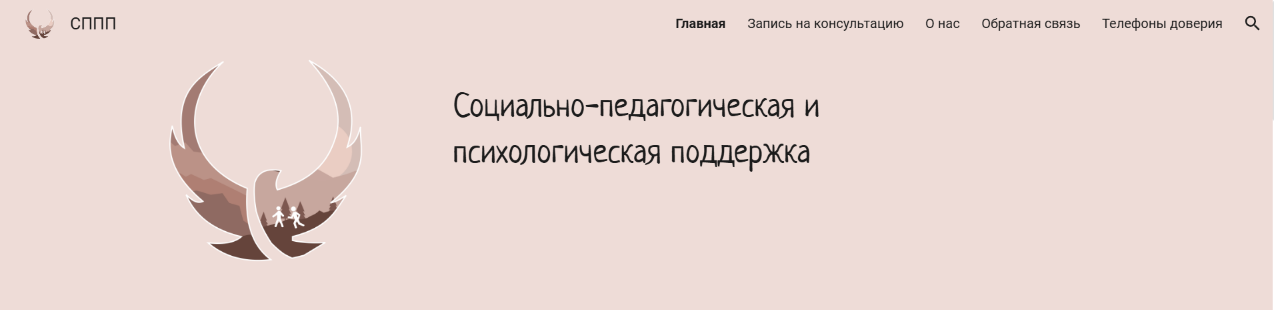 СППП
Главная
Запись на консультацию
О нас
Обратная связь
Телефоны доверия
Социально-педагогическая и
психологическая поддержка